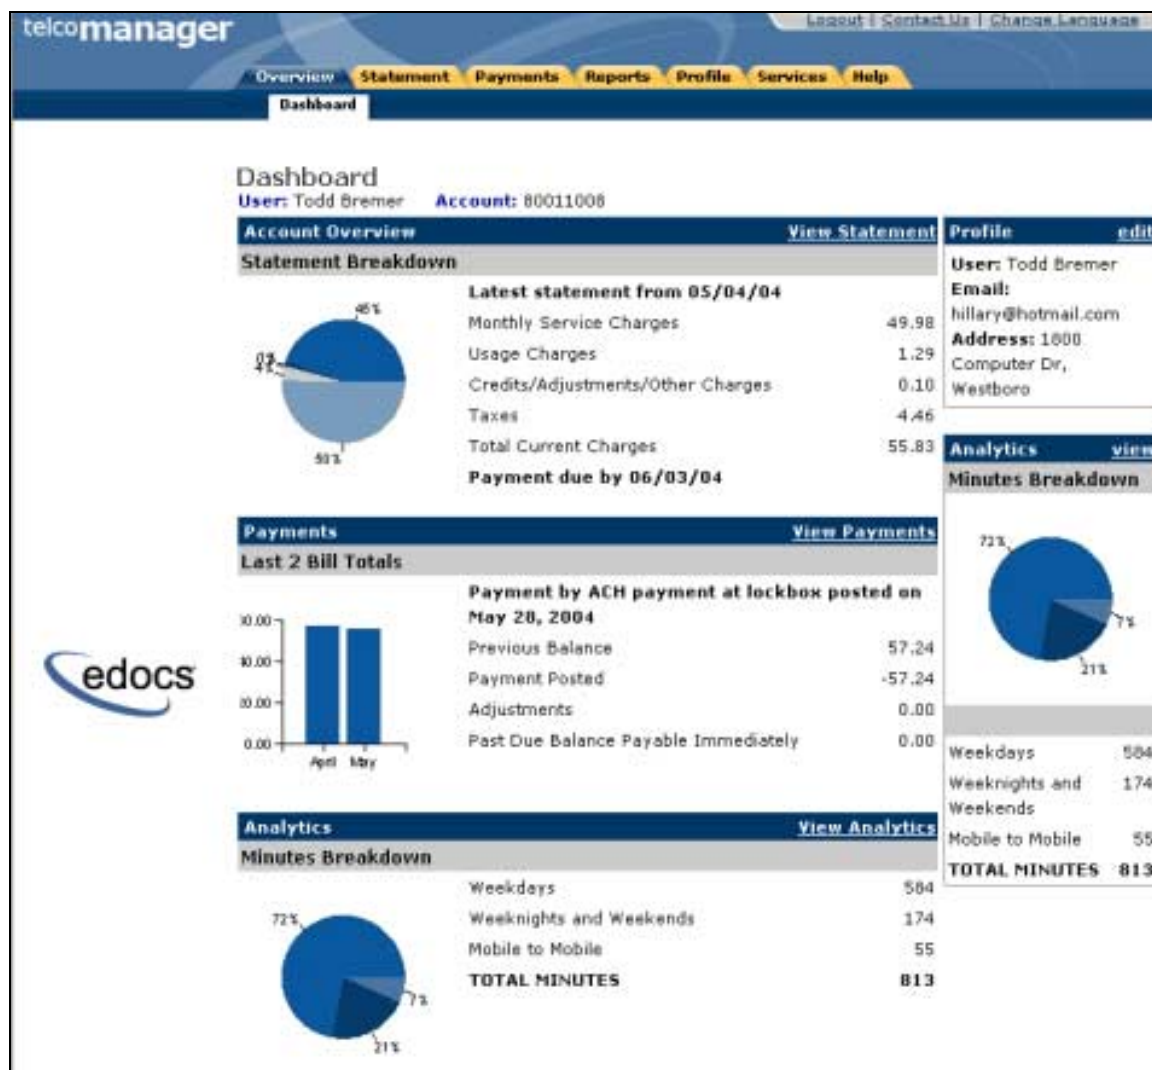 telcomanager
Logout | Contact Us | Change Language
Overview Statement Payments Reports Profile Services Help
Dashboard
Dashboard
User: Todd Bremer Account: 80011008
Account Overview View Statement
Statement Breakdown
46%
0%
4%
50%
Latest statement from 05/04/04
Monthly Service Charges 49.98
Usage Charges 1.29
Credits/Adjustments/Other Charges 0.10
Taxes 4.46
Total Current Charges 55.83
Payment due by 06/03/04
Payments View Payments
Last 2 Bill Totals
0.00
April May
Payment by ACH payment at lockbox posted on
May 28, 2004
Previous Balance 57.24
Payment Posted -57.24
Adjustments 0.00
Past Due Balance Payable Immediately 0.00
edocs
Analytics View Analytics
Minutes Breakdown
72%
7%
21%
Weekdays 584
Weeknights and Weekends 174
Mobile to Mobile 55
TOTAL MINUTES 813
Profile edit
User: Todd Bremer
Email:
hillary@hotmail.com
Address: 1800
Computer Dr,
Westboro
Analytics view
Minutes Breakdown
72%
7%
21%
Weekdays 584
Weeknights and 174
Weekends
Mobile to Mobile 55
TOTAL MINUTES 813